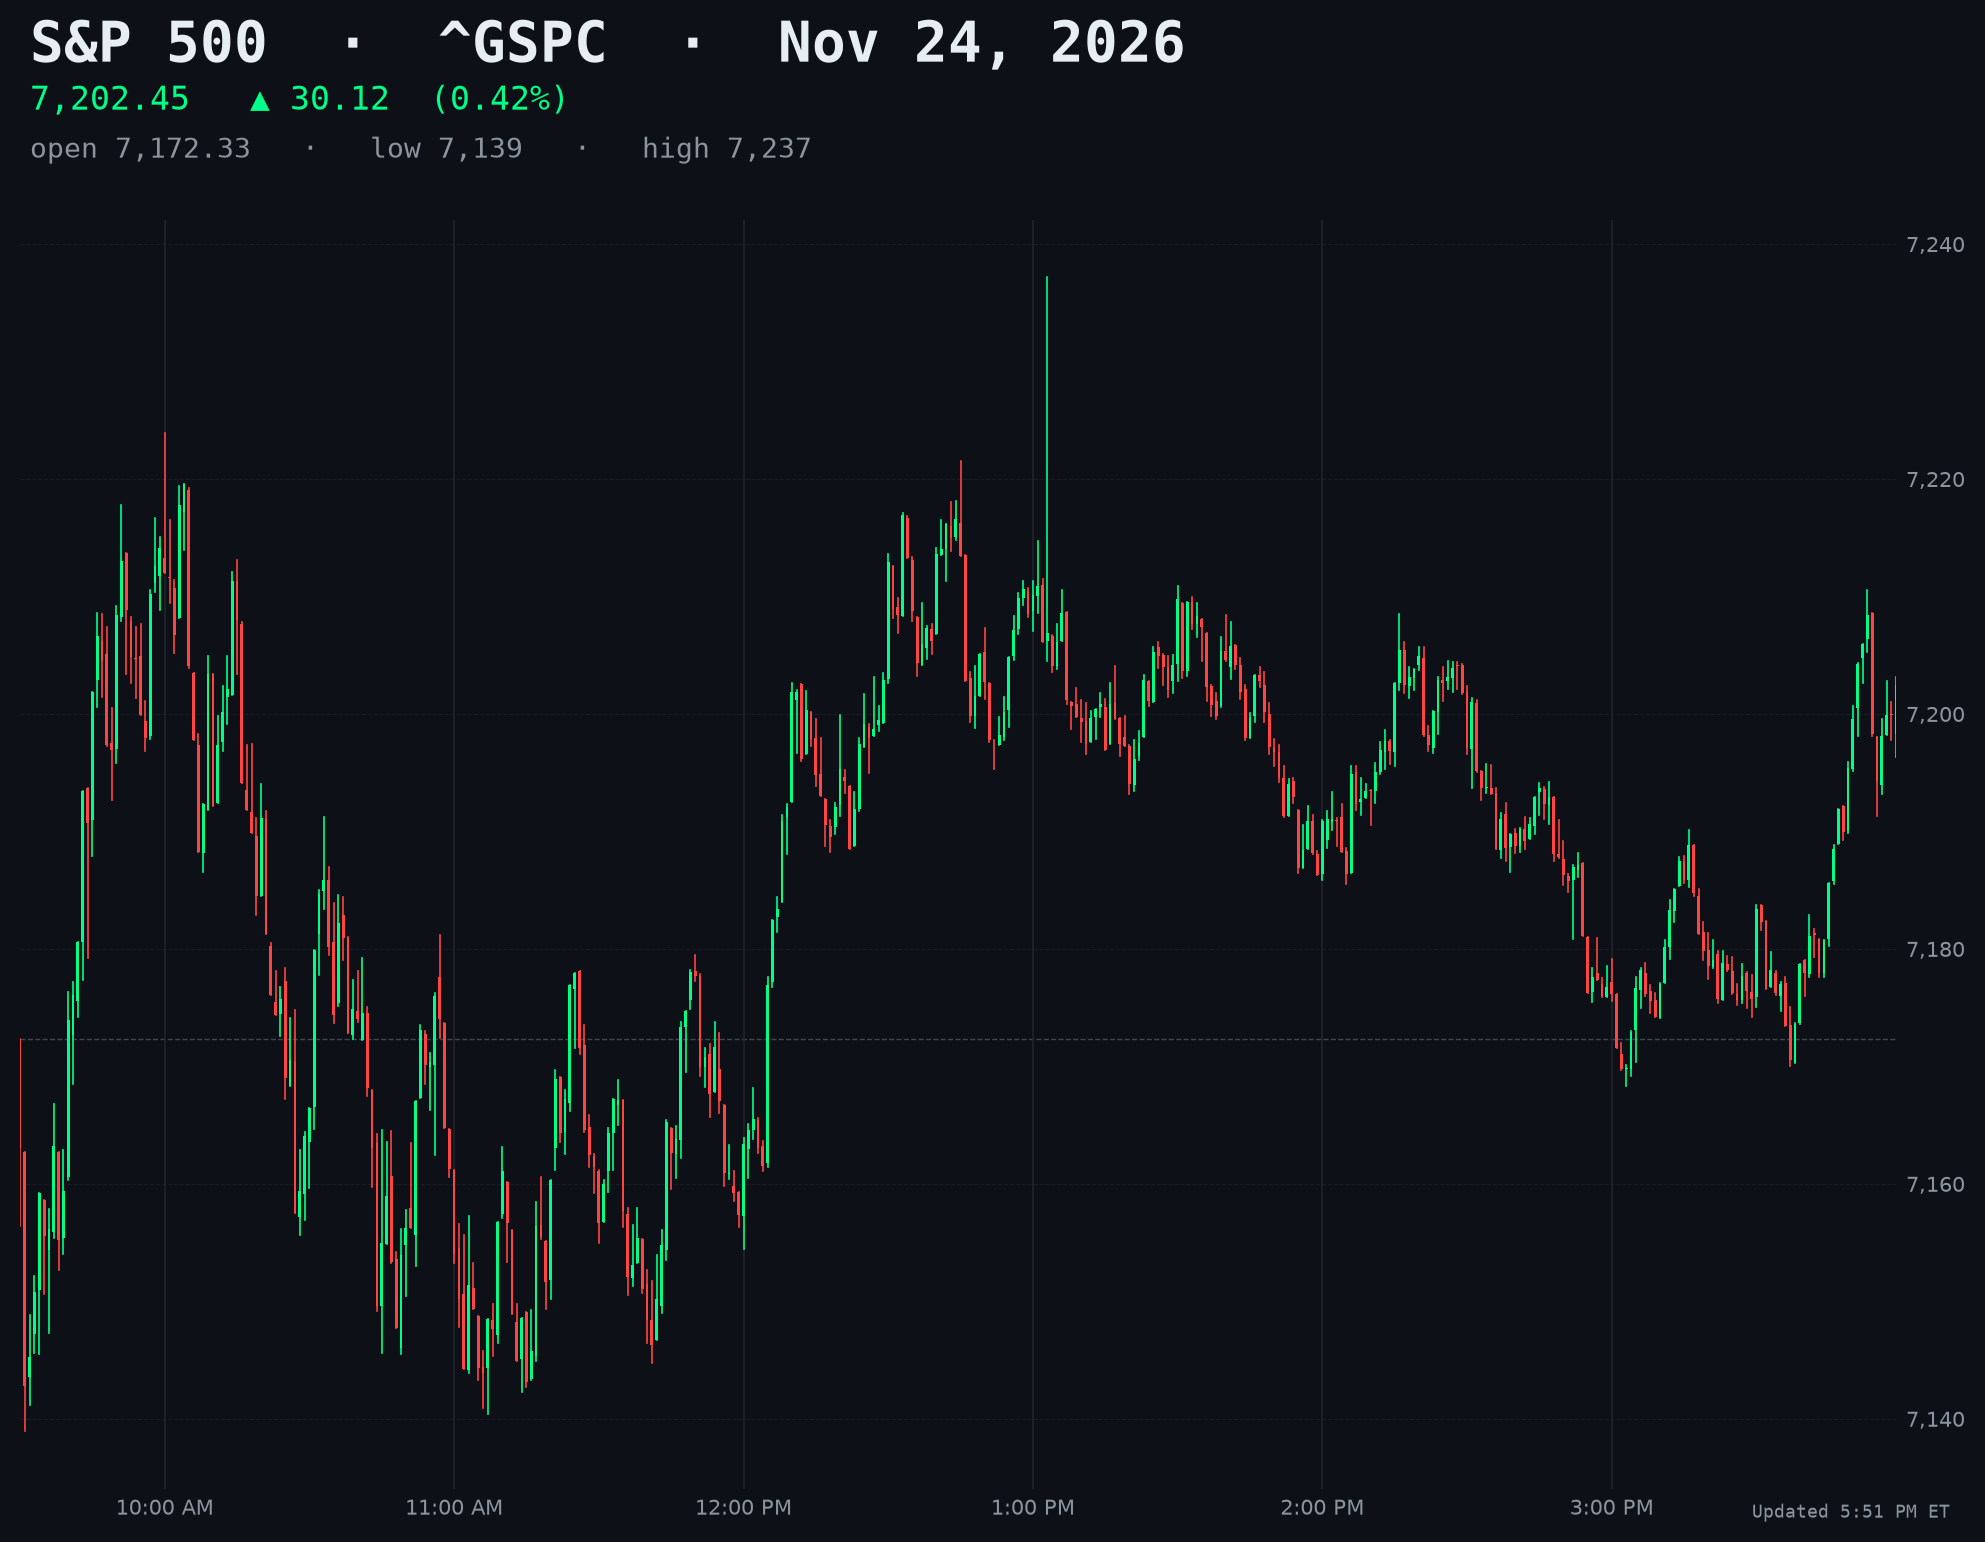 S&P 500 · ^GSPC · Nov 24, 2026
7,202.45 ▲ 30.12 (0.42%)
open 7,172.33 · low 7,139 · high 7,237
7,240
7,220
7,200
7,180
7,160
7,140
10:00 AM 11:00 AM 12:00 PM 1:00 PM 2:00 PM 3:00 PM
Updated 5:51 PM ET